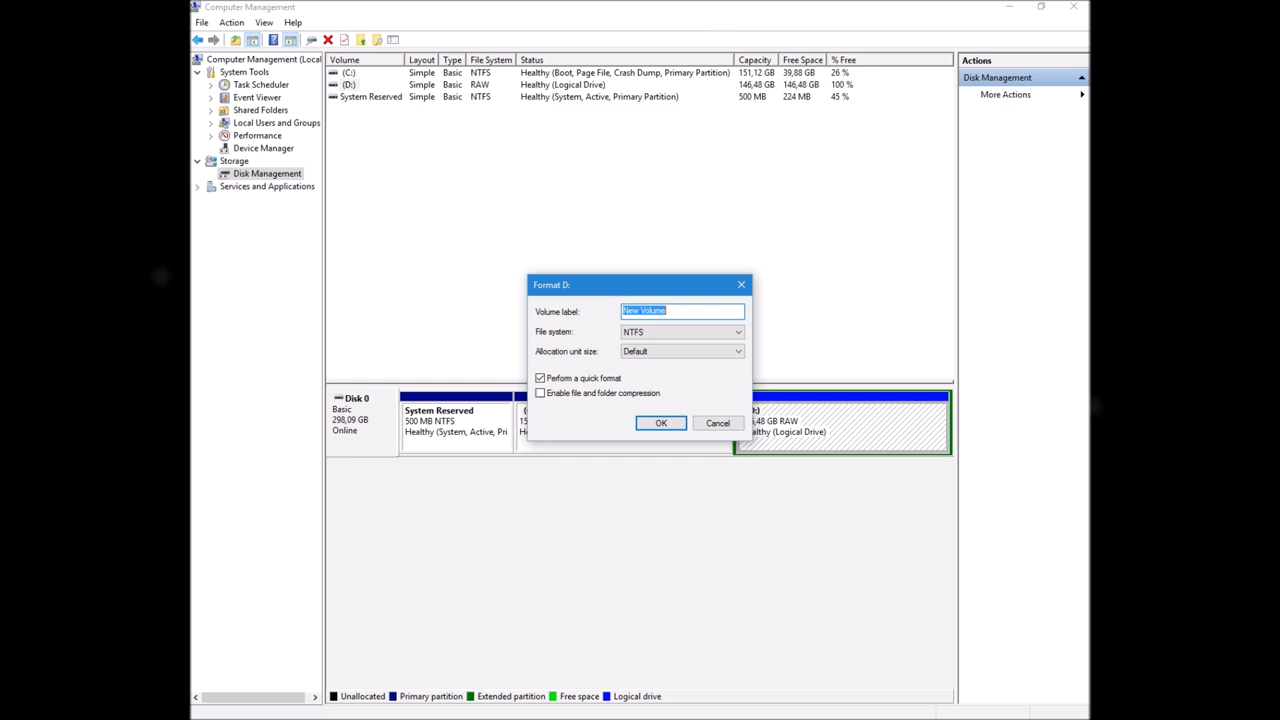 Computer Management
File Action View Help
Computer Management (Local
System Tools
Task Scheduler
Event Viewer
Shared Folders
Local Users and Groups
Performance
Device Manager
Storage
Disk Management
Services and Applications
Volume Layout Type File System Status Capacity Free Space % Free
(C:) Simple Basic NTFS Healthy (Boot, Page File, Crash Dump, Primary Partition) 151,12 GB 39,88 GB 26 %
(D:) Simple Basic RAW Healthy (Logical Drive) 146,48 GB 146,48 GB 100 %
System Reserved Simple Basic NTFS Healthy (System, Active, Primary Partition) 500 MB 224 MB 45 %
Actions
Disk Management
More Actions
Format D:
Volume label: New Volume
File system: NTFS
Allocation unit size: Default
Perform a quick format
Enable file and folder compression
OK Cancel
Disk 0
Basic
298,09 GB
Online
System Reserved
500 MB NTFS
Healthy (System, Active, Pri
(
15
He
:)
,48 GB RAW
althy (Logical Drive)
Unallocated Primary partition Extended partition Free space Logical drive